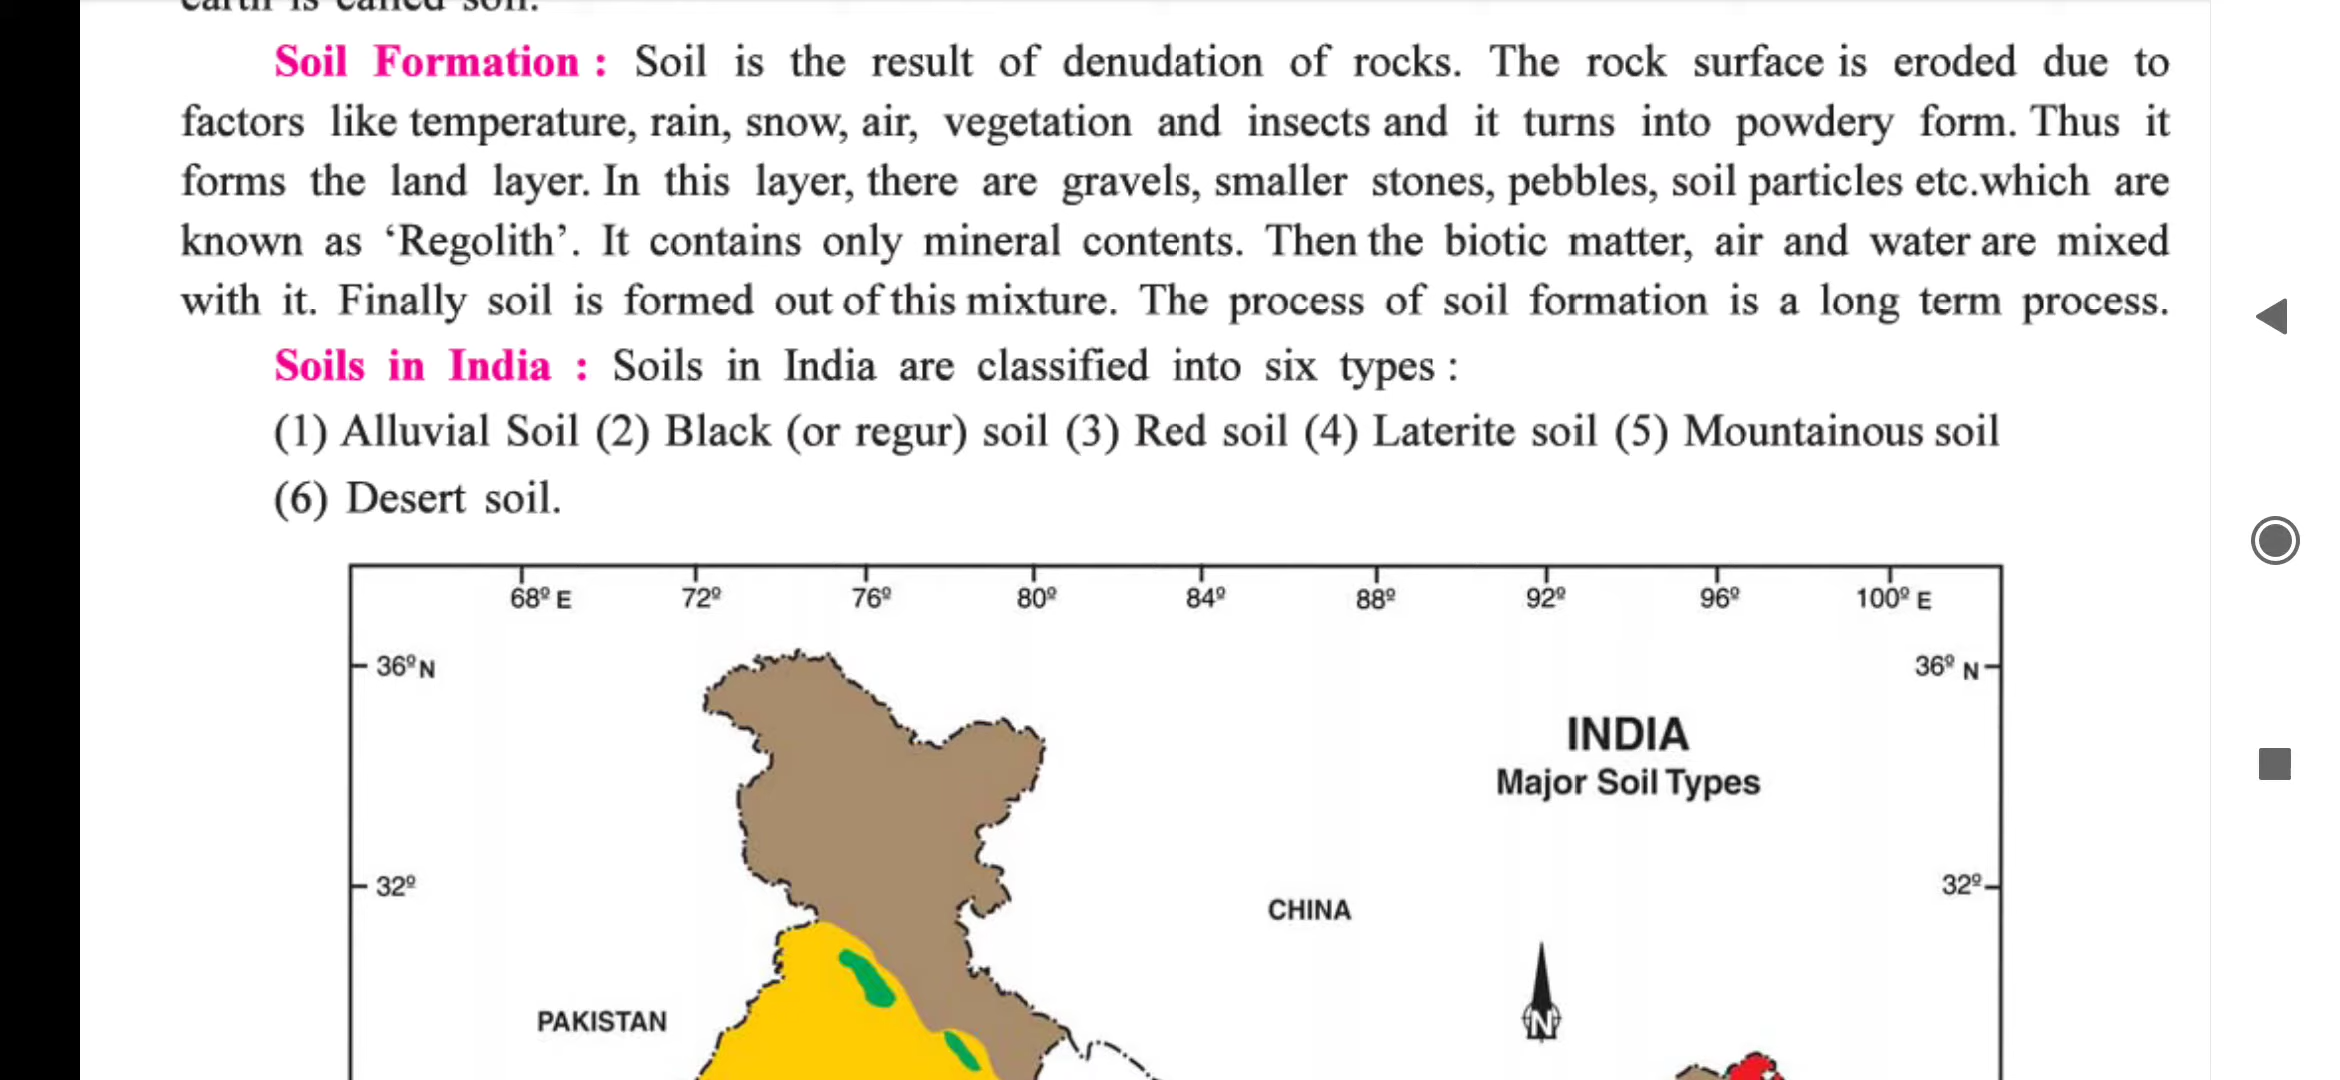 earth is called soil.
Soil Formation : Soil is the result of denudation of rocks. The rock surface is eroded due to
factors like temperature, rain, snow, air, vegetation and insects and it turns into powdery form. Thus it
forms the land layer. In this layer, there are gravels, smaller stones, pebbles, soil particles etc.which are
known as ‘Regolith’. It contains only mineral contents. Then the biotic matter, air and water are mixed
with it. Finally soil is formed out of this mixture. The process of soil formation is a long term process.
Soils in India : Soils in India are classified into six types :
(1) Alluvial Soil (2) Black (or regur) soil (3) Red soil (4) Laterite soil (5) Mountainous soil
(6) Desert soil.
68º E 72º 76º 80º 84º 88º 92º 96º 100º E
36º N 36º N
INDIA
Major Soil Types
32º 32º
CHINA
PAKISTAN
N